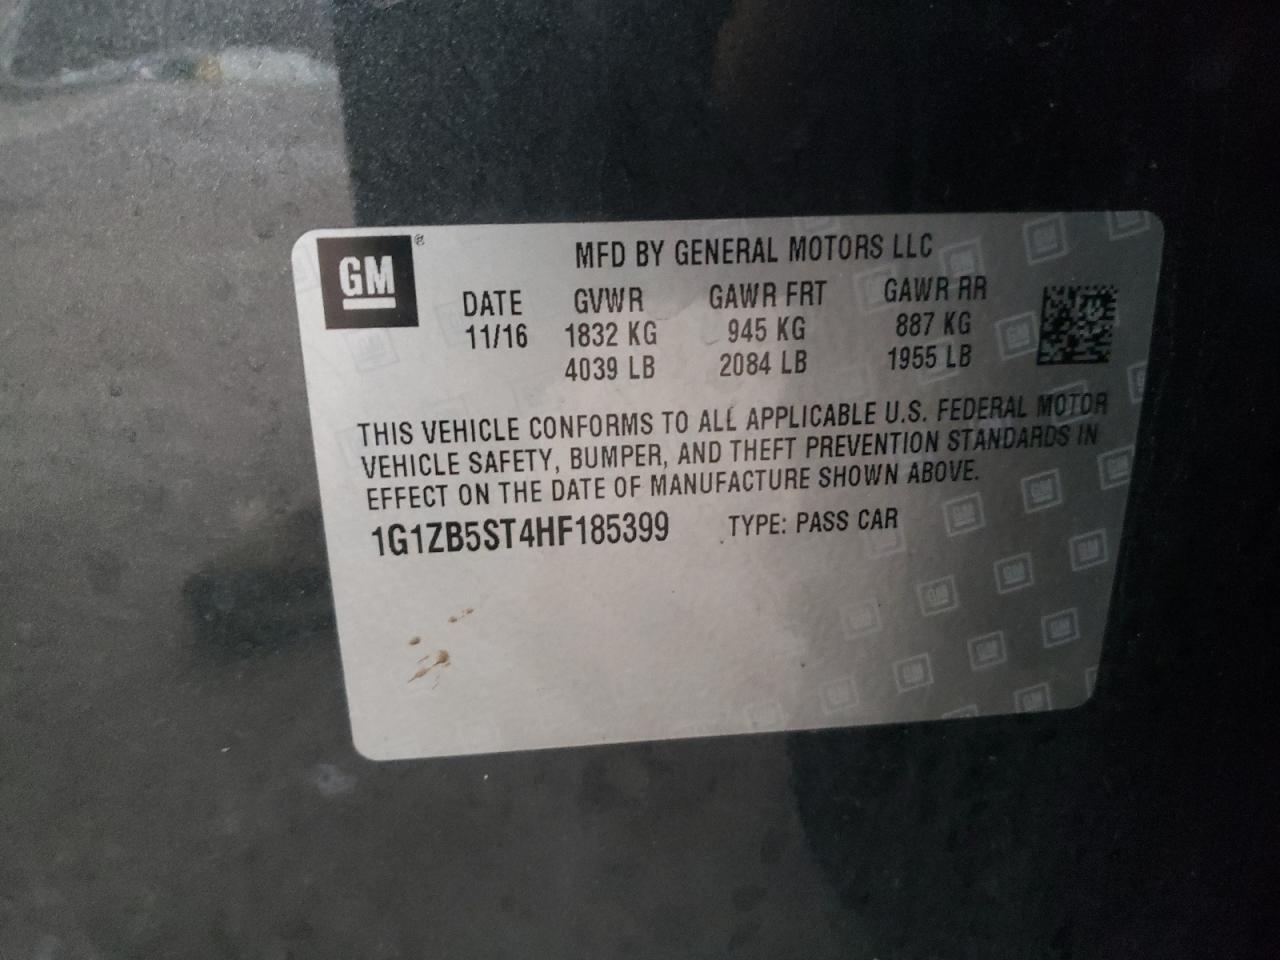 GM®
MFD BY GENERAL MOTORS LLC
DATE GVWR GAWR FRT GAWR RR
11/16 1832 KG 945 KG 887 KG
4039 LB 2084 LB 1955 LB
THIS VEHICLE CONFORMS TO ALL APPLICABLE U.S. FEDERAL MOTOR
VEHICLE SAFETY, BUMPER, AND THEFT PREVENTION STANDARDS IN
EFFECT ON THE DATE OF MANUFACTURE SHOWN ABOVE.
1G1ZB5ST4HF185399 TYPE: PASS CAR